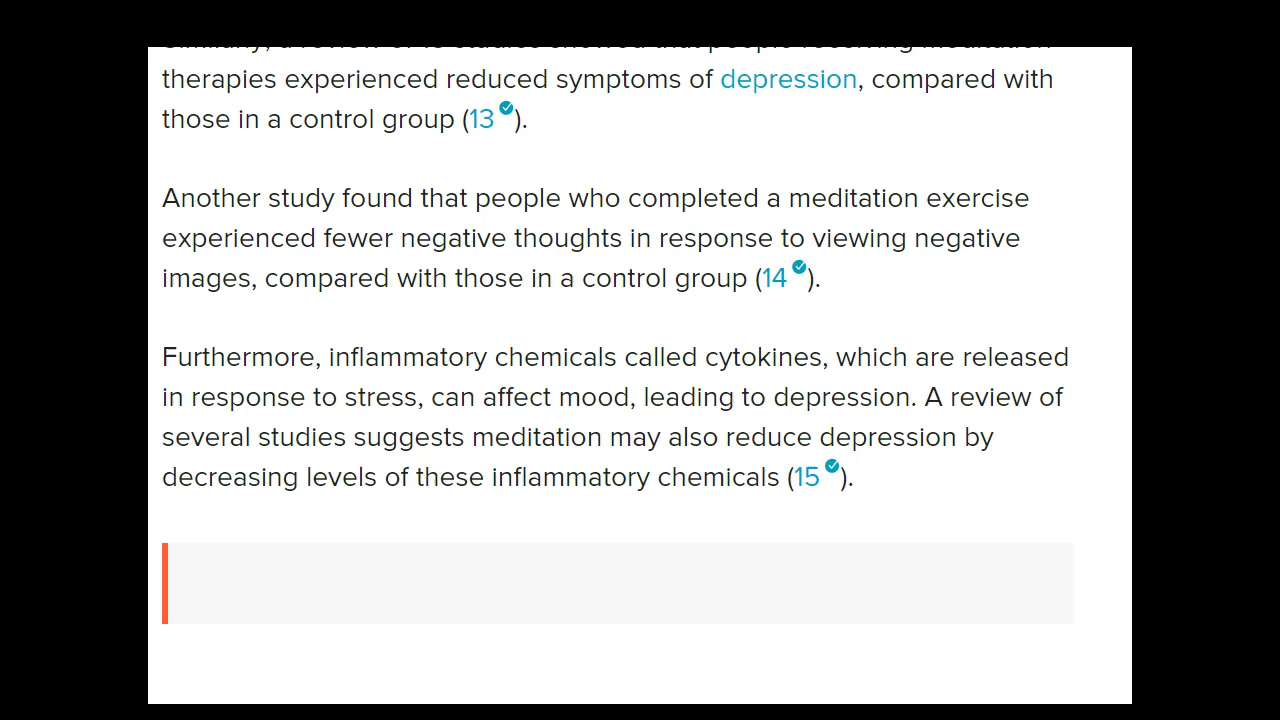 therapies experienced reduced symptoms of depression, compared with
those in a control group (13).
Another study found that people who completed a meditation exercise
experienced fewer negative thoughts in response to viewing negative
images, compared with those in a control group (14).
Furthermore, inflammatory chemicals called cytokines, which are released
in response to stress, can affect mood, leading to depression. A review of
several studies suggests meditation may also reduce depression by
decreasing levels of these inflammatory chemicals (15).